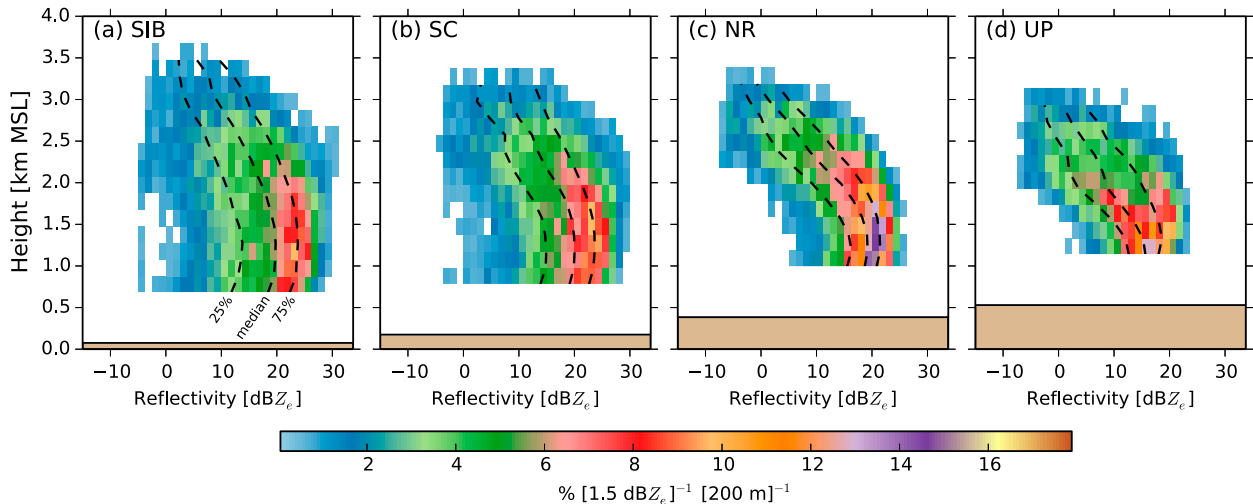 (a) SIB
(b) SC
(c) NR
(d) UP
Height [km MSL]
4.0
3.5
3.0
2.5
2.0
1.5
1.0
0.5
0.0
25%
median
75%
−10 0 10 20 30
−10 0 10 20 30
−10 0 10 20 30
−10 0 10 20 30
Reflectivity [dBZₑ]
Reflectivity [dBZₑ]
Reflectivity [dBZₑ]
Reflectivity [dBZₑ]
2 4 6 8 10 12 14 16
% [1.5 dBZₑ]⁻¹ [200 m]⁻¹